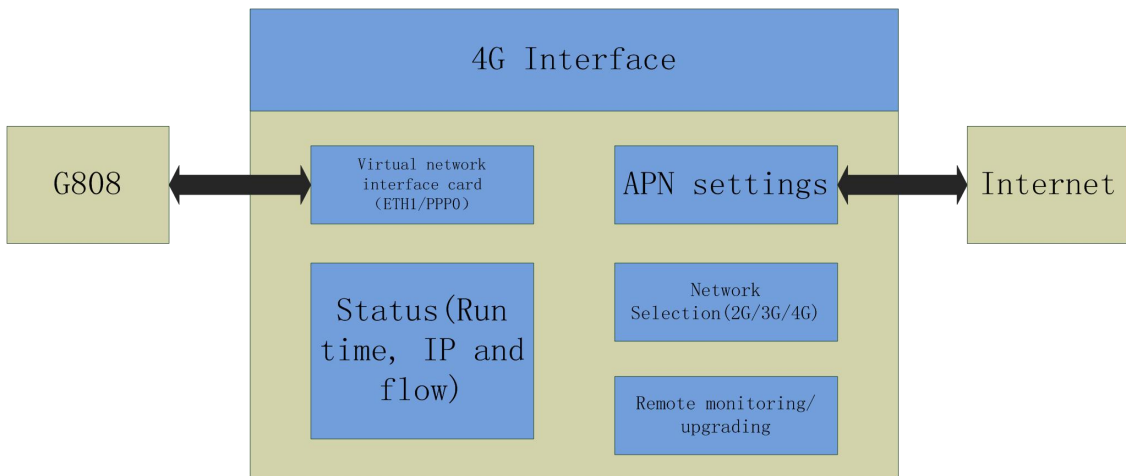 4G Interface
G808
Virtual network
interface card
(ETH1/PPP0)
APN settings
Internet
Status(Run
time, IP and
flow)
Network
Selection(2G/3G/4G)
Remote monitoring/
upgrading